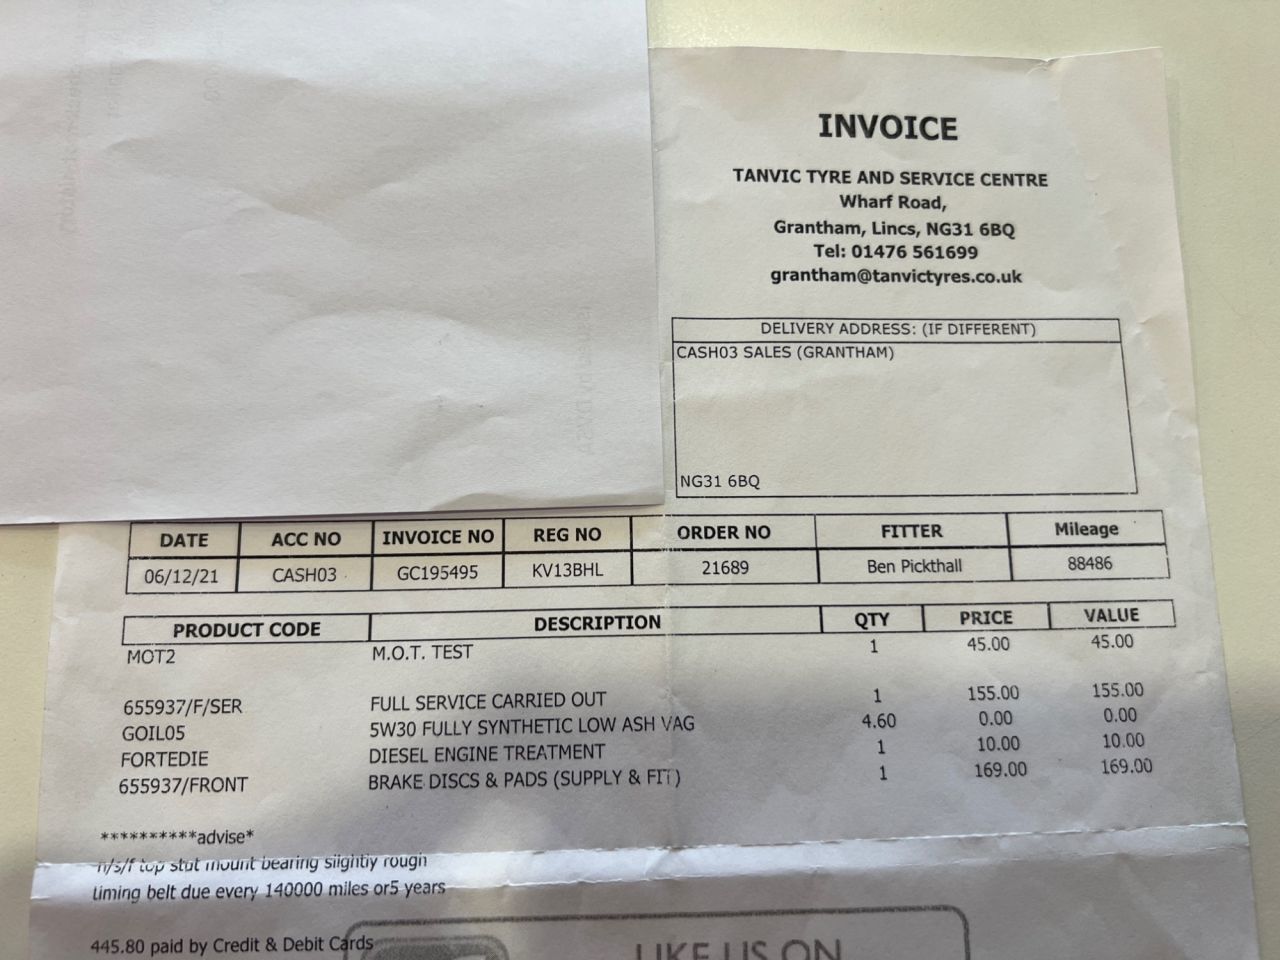 INVOICE
TANVIC TYRE AND SERVICE CENTRE
Wharf Road,
Grantham, Lincs, NG31 6BQ
Tel: 01476 561699
grantham@tanvictyres.co.uk
DELIVERY ADDRESS: (IF DIFFERENT)
CASH03 SALES (GRANTHAM)
NG31 6BQ
DATE ACC NO INVOICE NO REG NO ORDER NO FITTER Mileage
06/12/21 CASH03 GC195495 KV13BHL 21689 Ben Pickthall 88486
PRODUCT CODE DESCRIPTION QTY PRICE VALUE
MOT2 M.O.T. TEST 1 45.00 45.00
655937/F/SER FULL SERVICE CARRIED OUT 1 155.00 155.00
GOIL05 5W30 FULLY SYNTHETIC LOW ASH VAG 4.60 0.00 0.00
FORTEDIE DIESEL ENGINE TREATMENT 1 10.00 10.00
655937/FRONT BRAKE DISCS & PADS (SUPPLY & FIT) 1 169.00 169.00
**********advise*
n/s/f top stut mount bearing slightly rough
timing belt due every 140000 miles or5 years
445.80 paid by Credit & Debit Cards
LIKE US ON